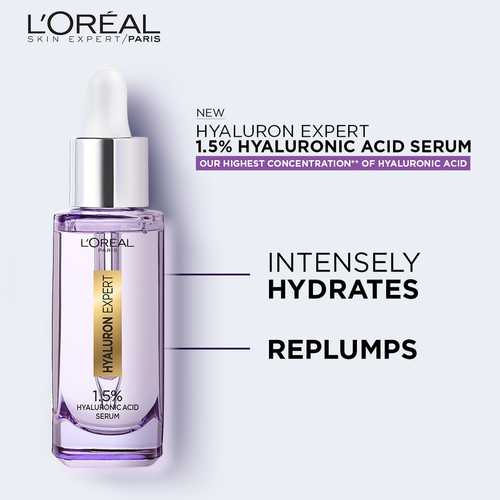 L'ORÉAL
SKIN EXPERT/PARIS
NEW
HYALURON EXPERT
1.5% HYALURONIC ACID SERUM
OUR HIGHEST CONCENTRATION** OF HYALURONIC ACID
L'ORÉAL
PARIS
HYALURON EXPERT
1.5%
HYALURONIC ACID
SERUM
INTENSELY
HYDRATES
REPLUMPS